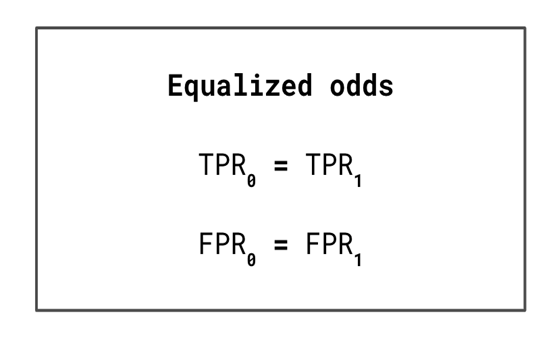 Equalized odds
TPR₀ = TPR₁
FPR₀ = FPR₁